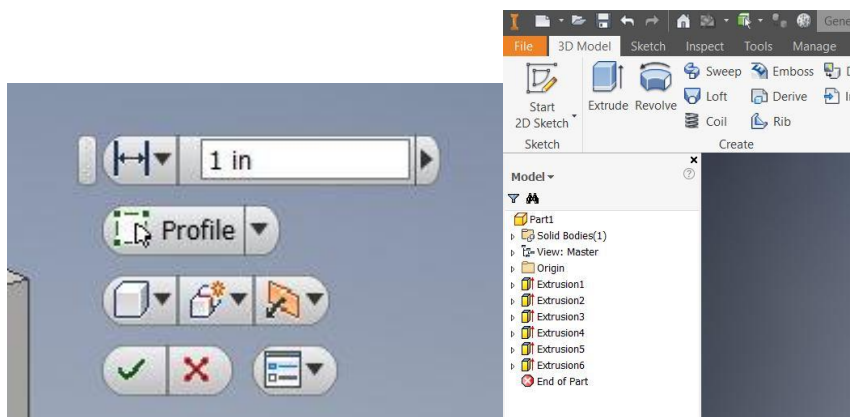 1 in
Profile
Gene
File 3D Model Sketch Inspect Tools Manage
Start
2D Sketch
Extrude Revolve
Sweep Emboss D
Loft Derive
Coil Rib
Sketch Create
Model
Part1
Solid Bodies(1)
View: Master
Origin
Extrusion1
Extrusion2
Extrusion3
Extrusion4
Extrusion5
Extrusion6
End of Part